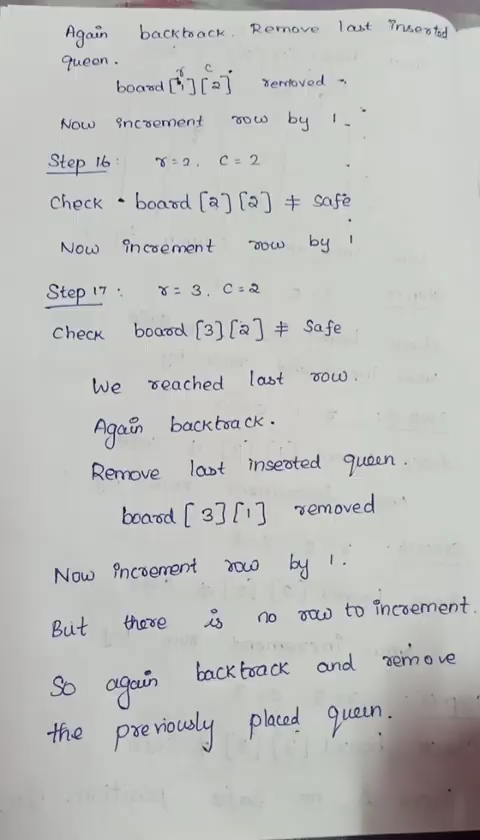 Again backtrack. Remove last inserted
queen.
r c
board[1][2] removed.
Now increment row by 1.
Step 16: r=2, c=2
Check board[2][2] ≠ safe
Now increment row by 1
Step 17: r=3, c=2
Check board[3][2] ≠ safe
We reached last row.
Again backtrack.
Remove last inserted queen.
board[3][1] removed
Now increment row by 1.
But there is no row to increment.
So again backtrack and remove
the previously placed queen.